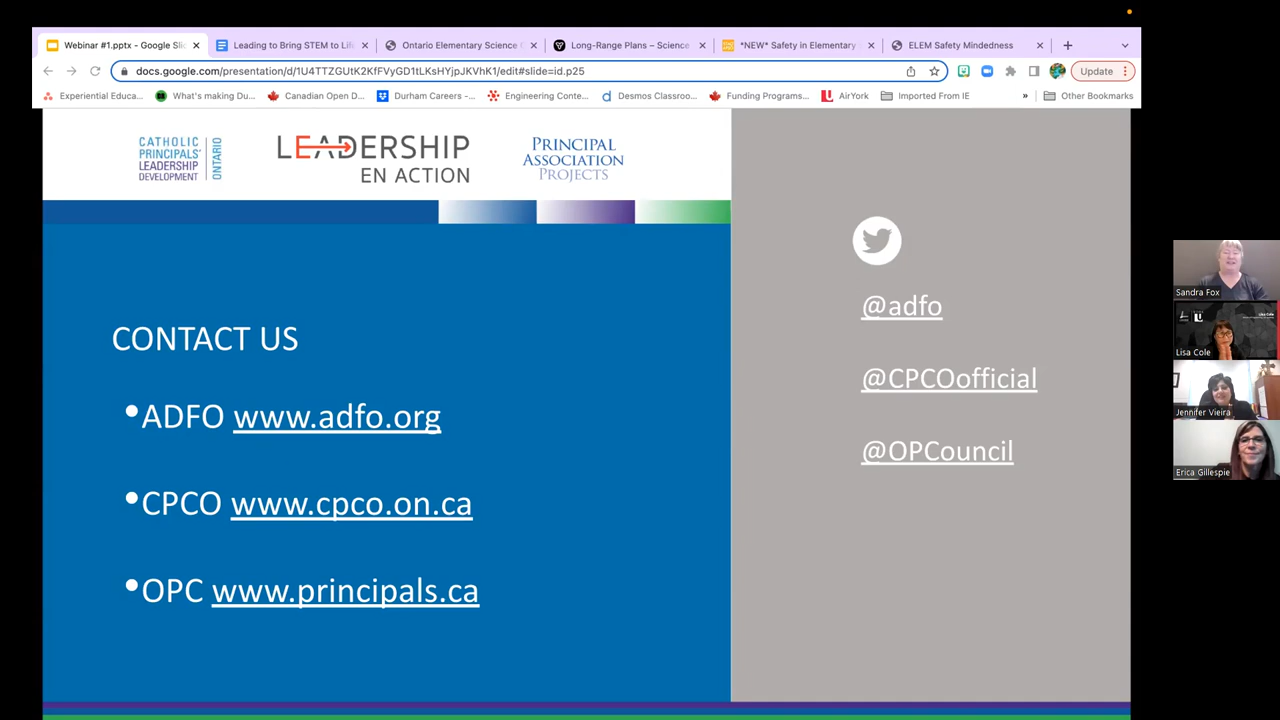 Webinar #1.pptx - Google Sli
Leading to Bring STEM to Life
Ontario Elementary Science
Long-Range Plans – Science
*NEW* Safety in Elementary
ELEM Safety Mindedness
docs.google.com/presentation/d/1U4TTZGUtK2KfFVyGD1tLKsHYjpJKVhK1/edit#slide=id.p25
Update
Experiential Educa...
What's making Du...
Canadian Open D...
Durham Careers -...
Engineering Conte...
Desmos Classroo...
Funding Programs...
AirYork
Imported From IE
»
Other Bookmarks
CATHOLIC
PRINCIPALS'
LEADERSHIP
DEVELOPMENT
ONTARIO
LEADERSHIP
EN ACTION
PRINCIPAL
ASSOCIATION
PROJECTS
CONTACT US
•ADFO www.adfo.org
•CPCO www.cpco.on.ca
•OPC www.principals.ca
@adfo
@CPCOofficial
@OPCouncil
Sandra Fox
Lisa Cole
Jennifer Vieira
Erica Gillespie